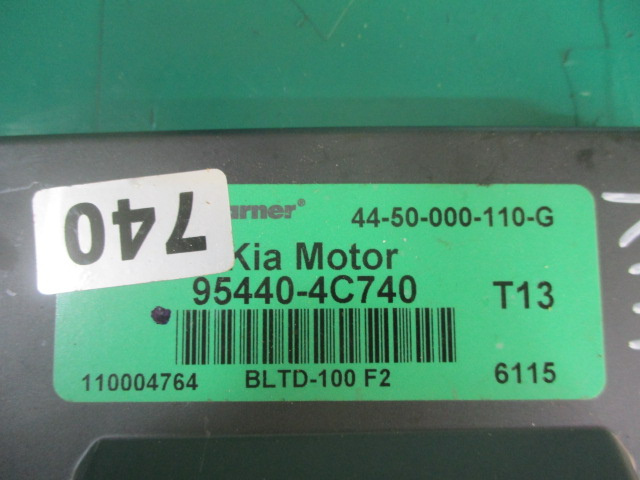 740
arner® 44-50-000-110-G
Kia Motor
95440-4C740 T13
110004764 BLTD-100 F2 6115